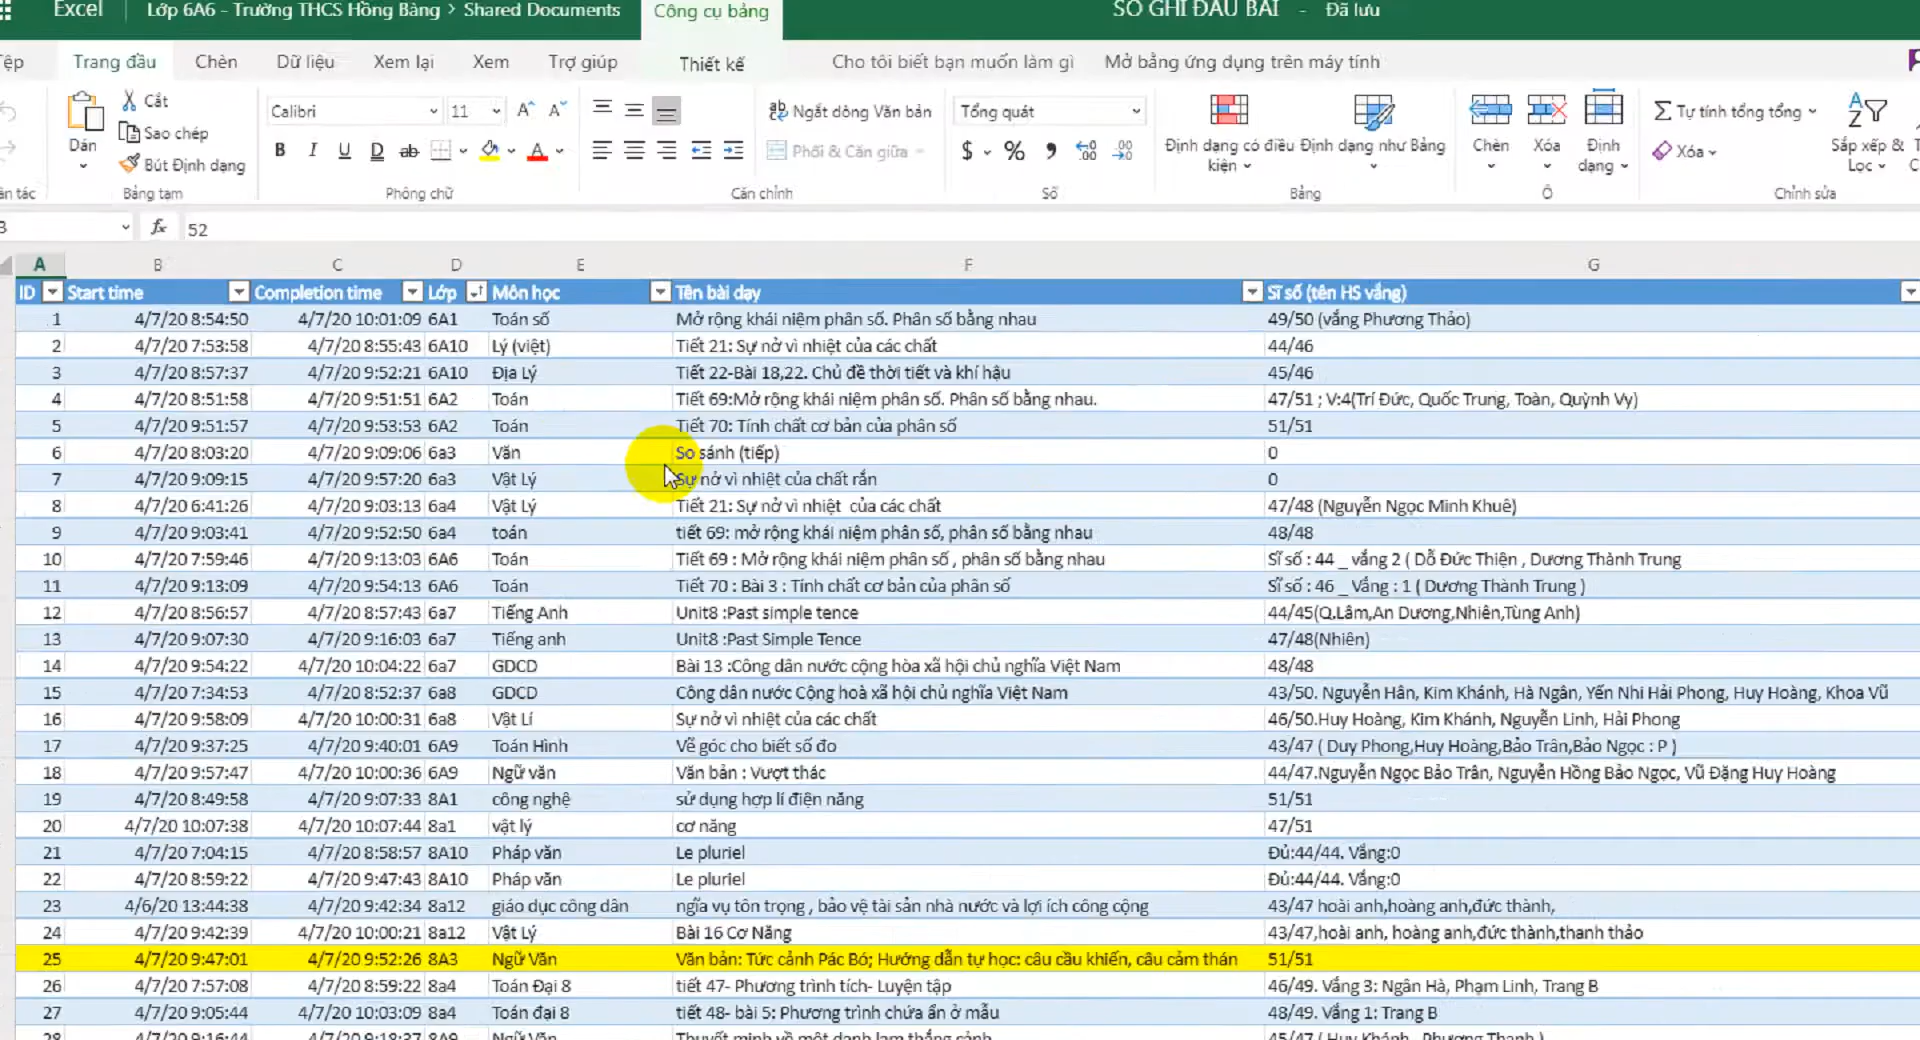 Excel Lớp 6A6 - Trường THCS Hồng Bàng > Shared Documents Công cụ bảng SỔ GHI ĐẦU BÀI - Đã lưu
Trang đầu Chèn Dữ liệu Xem lại Xem Trợ giúp Thiết kế Cho tôi biết bạn muốn làm gì Mở bằng ứng dụng trên máy tính
Dán Cắt Sao chép Bút Định dạng
Bảng tạm
Calibri 11
B I U D ab A
Phông chữ
Ngắt dòng Văn bản
Phối & Căn giữa
Căn chỉnh
Tổng quát
$ % 9
Số
Định dạng có điều kiện Định dạng như Bảng
Bảng
Chèn Xóa Định dạng
Ô
Σ Tự tính tổng tổng
Xóa
Sắp xếp & Lọc
Chỉnh sửa
fx 52
A B C D E F G
ID Start time Completion time Lớp Môn học Tên bài dạy Sĩ số (tên HS vắng)
1 4/7/20 8:54:50 4/7/20 10:01:09 6A1 Toán số Mở rộng khái niệm phân số. Phân số bằng nhau 49/50 (vắng Phương Thảo)
2 4/7/20 7:53:58 4/7/20 8:55:43 6A10 Lý (việt) Tiết 21: Sự nở vì nhiệt của các chất 44/46
3 4/7/20 8:57:37 4/7/20 9:52:21 6A10 Địa Lý Tiết 22-Bài 18,22. Chủ đề thời tiết và khí hậu 45/46
4 4/7/20 8:51:58 4/7/20 9:51:51 6A2 Toán Tiết 69:Mở rộng khái niệm phân số. Phân số bằng nhau. 47/51 ; V:4(Trí Đức, Quốc Trung, Toàn, Quỳnh Vy)
5 4/7/20 9:51:57 4/7/20 9:53:53 6A2 Toán Tiết 70: Tính chất cơ bản của phân số 51/51
6 4/7/20 8:03:20 4/7/20 9:09:06 6a3 Văn So sánh (tiếp) 0
7 4/7/20 9:09:15 4/7/20 9:57:20 6a3 Vật Lý Sự nở vì nhiệt của chất rắn 0
8 4/7/20 6:41:26 4/7/20 9:03:13 6a4 Vật Lý Tiết 21: Sự nở vì nhiệt của các chất 47/48 (Nguyễn Ngọc Minh Khuê)
9 4/7/20 9:03:41 4/7/20 9:52:50 6a4 toán tiết 69: mở rộng khái niệm phân số, phân số bằng nhau 48/48
10 4/7/20 7:59:46 4/7/20 9:13:03 6A6 Toán Tiết 69 : Mở rộng khái niệm phân số , phân số bằng nhau Sĩ số : 44 _ vắng 2 ( Dỗ Đức Thiện , Dương Thành Trung
11 4/7/20 9:13:09 4/7/20 9:54:13 6A6 Toán Tiết 70 : Bài 3 : Tính chất cơ bản của phân số Sĩ số : 46 _ Vắng : 1 ( Dương Thành Trung )
12 4/7/20 8:56:57 4/7/20 8:57:43 6a7 Tiếng Anh Unit8 :Past simple tence 44/45(Q.Lâm,An Dương,Nhiên,Tùng Anh)
13 4/7/20 9:07:30 4/7/20 9:16:03 6a7 Tiếng anh Unit8 :Past Simple Tence 47/48(Nhiên)
14 4/7/20 9:54:22 4/7/20 10:04:22 6a7 GDCD Bài 13 :Công dân nước cộng hòa xã hội chủ nghĩa Việt Nam 48/48
15 4/7/20 7:34:53 4/7/20 8:52:37 6a8 GDCD Công dân nước Cộng hoà xã hội chủ nghĩa Việt Nam 43/50. Nguyễn Hân, Kim Khánh, Hà Ngân, Yến Nhi Hải Phong, Huy Hoàng, Khoa Vũ
16 4/7/20 9:58:09 4/7/20 10:00:31 6a8 Vật Lí Sự nở vì nhiệt của các chất 46/50.Huy Hoàng, Kim Khánh, Nguyễn Linh, Hải Phong
17 4/7/20 9:37:25 4/7/20 9:40:01 6A9 Toán Hình Vẽ góc cho biết số đo 43/47 ( Duy Phong,Huy Hoàng,Bảo Trân,Bảo Ngọc : P )
18 4/7/20 9:57:47 4/7/20 10:00:36 6A9 Ngữ văn Văn bản : Vượt thác 44/47.Nguyễn Ngọc Bảo Trân, Nguyễn Hồng Bảo Ngọc, Vũ Đặng Huy Hoàng
19 4/7/20 8:49:58 4/7/20 9:07:33 8A1 công nghệ sử dụng hợp lí điện năng 51/51
20 4/7/20 10:07:38 4/7/20 10:07:44 8a1 vật lý cơ năng 47/51
21 4/7/20 7:04:15 4/7/20 8:58:57 8A10 Pháp văn Le pluriel Đủ:44/44. Vắng:0
22 4/7/20 8:59:22 4/7/20 9:47:43 8A10 Pháp văn Le pluriel Đủ:44/44. Vắng:0
23 4/6/20 13:44:38 4/7/20 9:42:34 8a12 giáo dục công dân ngĩa vụ tôn trọng , bảo vệ tài sản nhà nước và lợi ích công cộng 43/47 hoài anh,hoàng anh,đức thành,
24 4/7/20 9:42:39 4/7/20 10:00:21 8a12 Vật Lý Bài 16 Cơ Năng 43/47,hoài anh, hoàng anh,đức thành,thanh thảo
25 4/7/20 9:47:01 4/7/20 9:52:26 8A3 Ngữ Văn Văn bản: Tức cảnh Pác Bó; Hướng dẫn tự học: câu cầu khiến, câu cảm thán 51/51
26 4/7/20 7:57:08 4/7/20 8:59:22 8a4 Toán Đại 8 tiết 47- Phương trình tích- Luyện tập 46/49. Vắng 3: Ngân Hà, Phạm Linh, Trang B
27 4/7/20 9:05:44 4/7/20 10:03:09 8a4 Toán đại 8 tiết 48- bài 5: Phương trình chứa ẩn ở mẫu 48/49. Vắng 1: Trang B
28 4/7/20 9:16:44 4/7/20 9:18:37 8A9 Ngữ Văn Thuyết minh về một danh lam thắng cảnh 45/47 ( Huy Khánh , Phương Thanh )